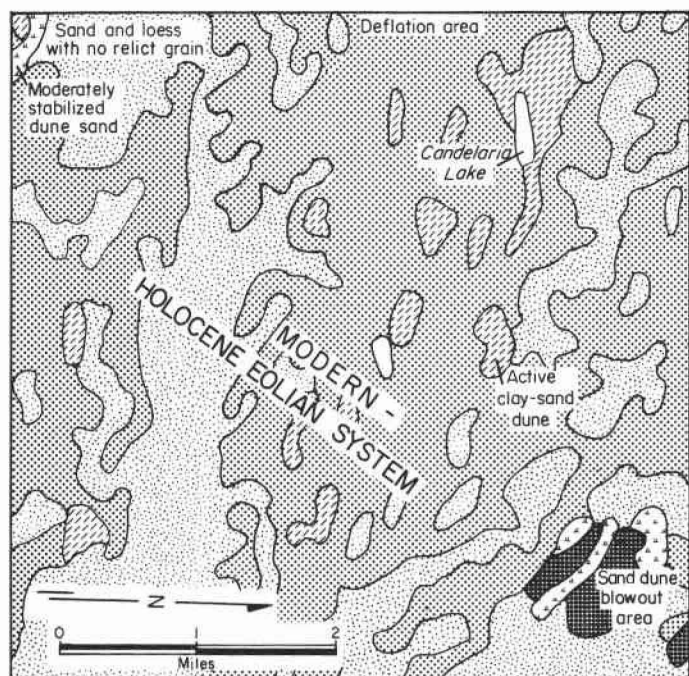 Sand and loess
with no relict grain
Deflation area
Moderately
stabilized
dune sand
Candelaria
Lake
MODERN-
HOLOCENE EOLIAN SYSTEM
Active
clay-sand
dune
Sand dune
blowout
area
N
0 1 2
Miles